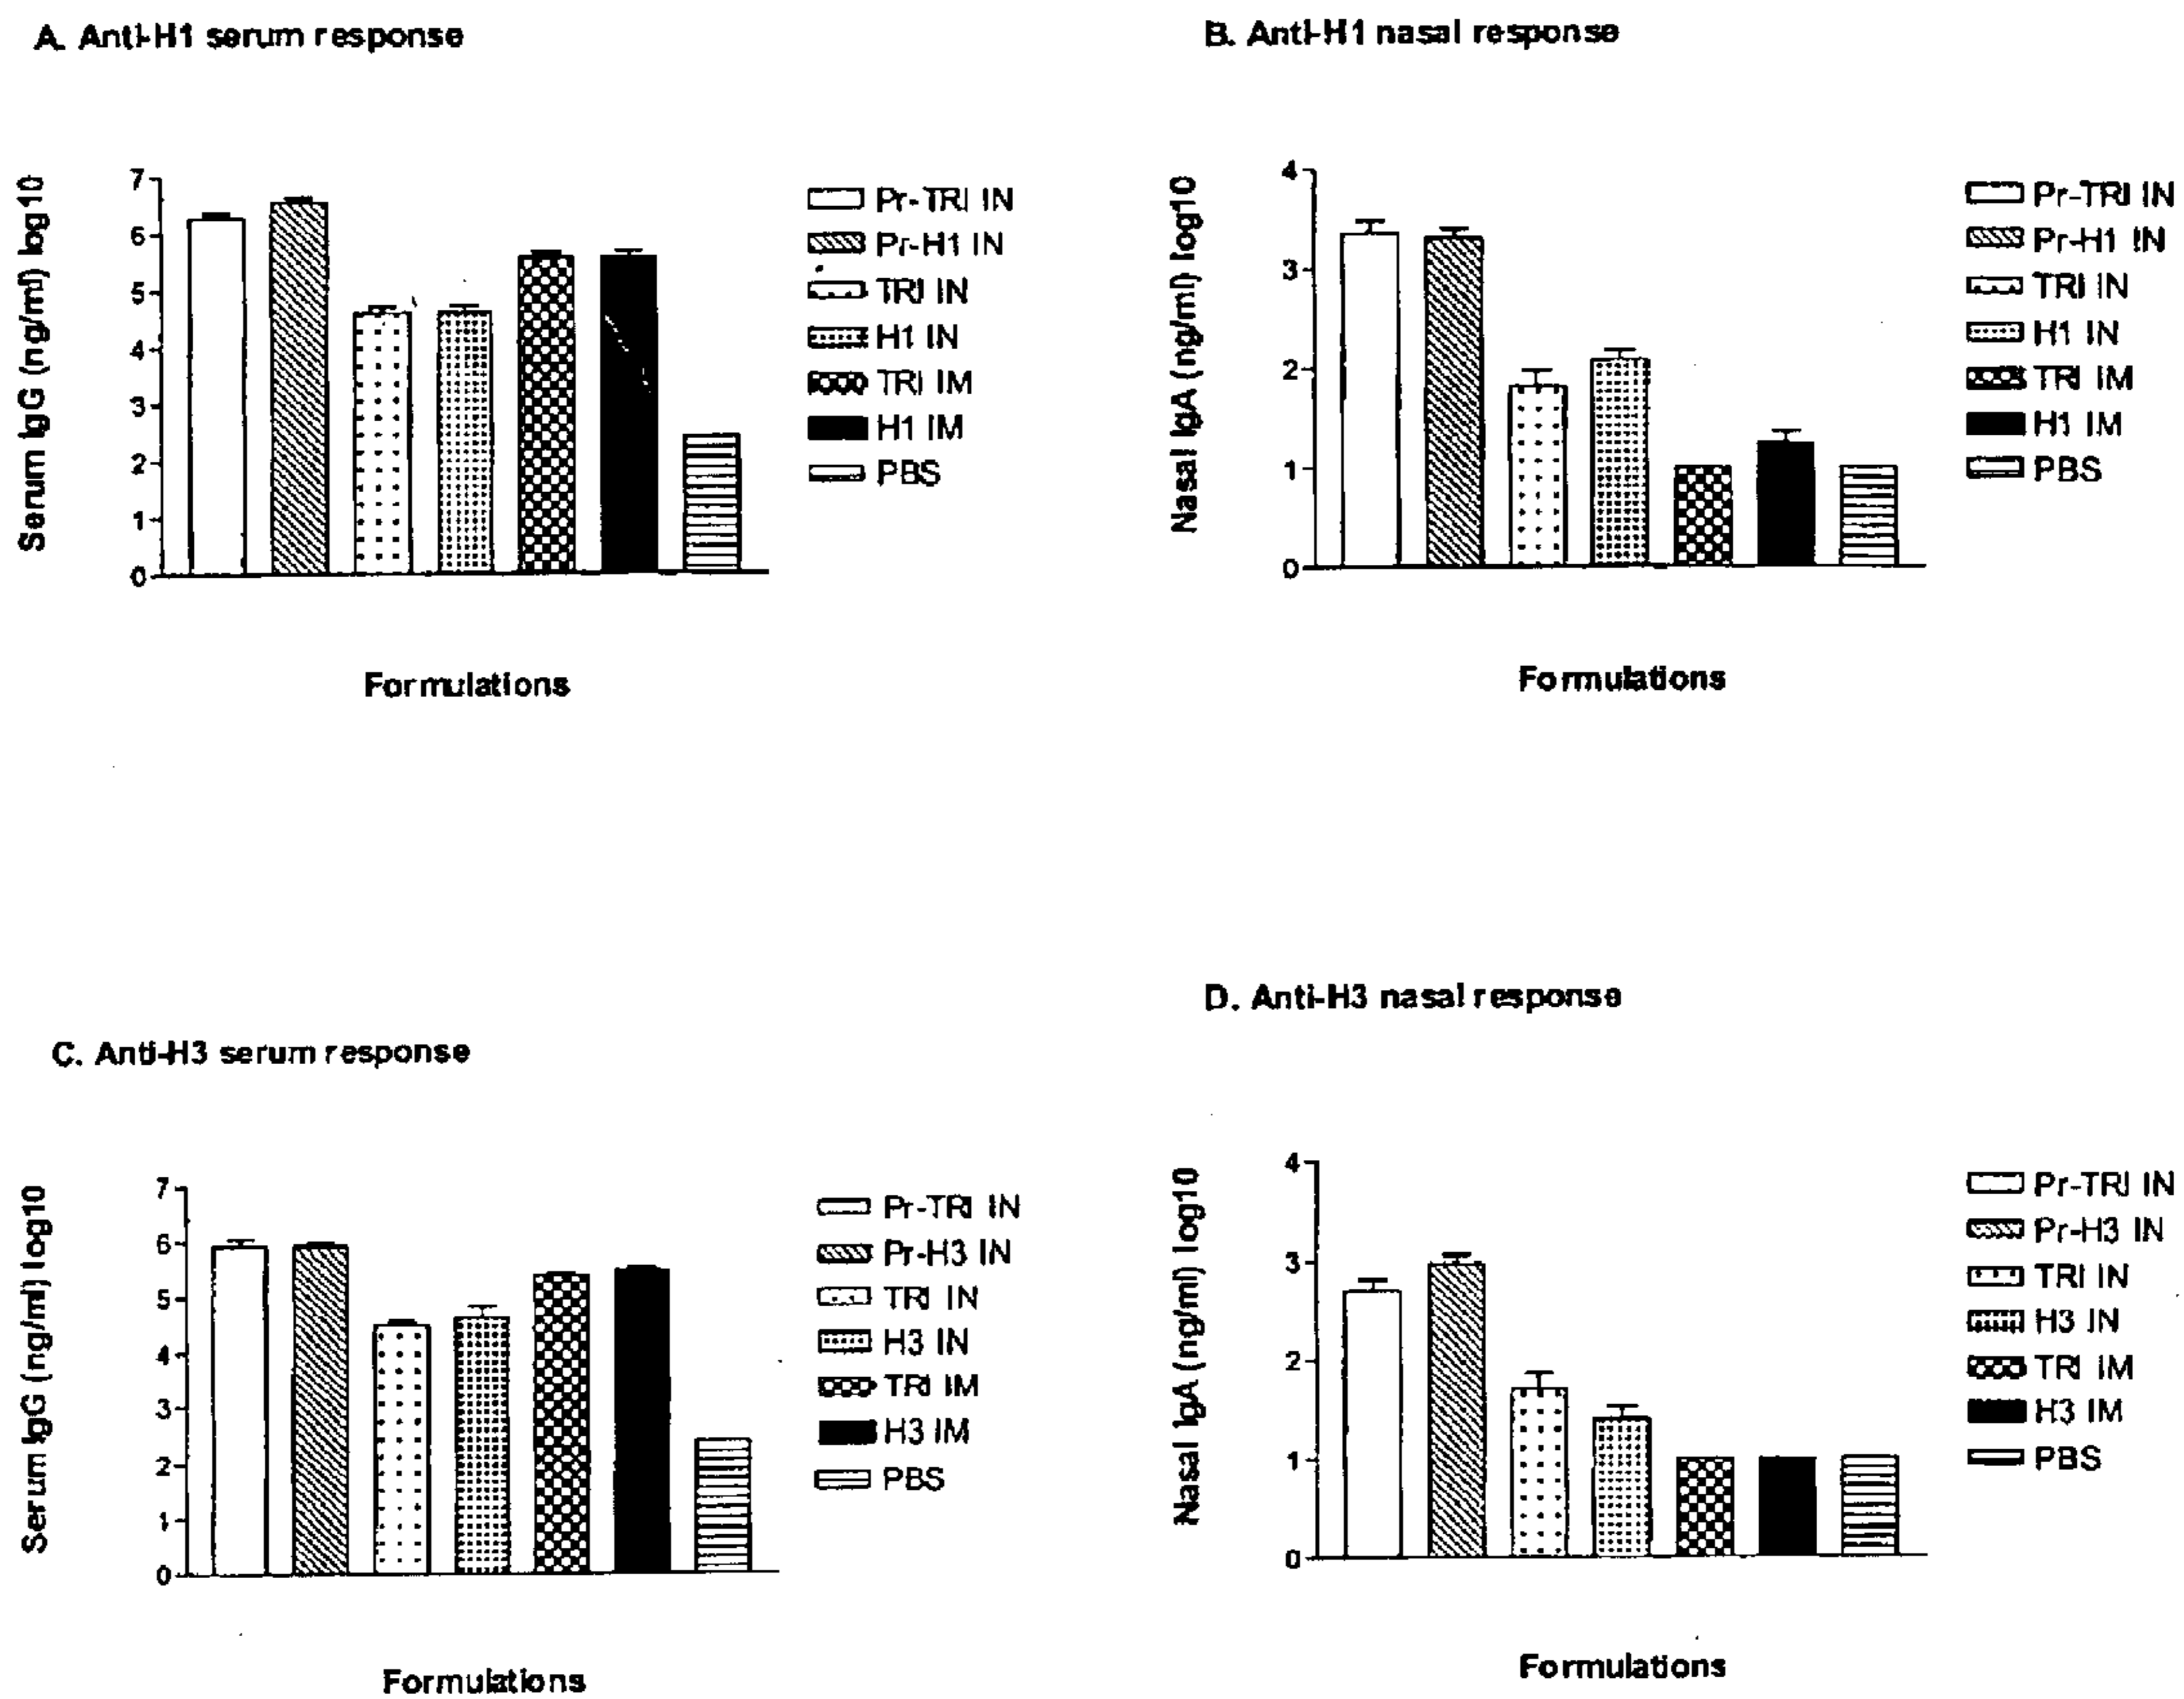 A. Anti-H1 serum response
Serum IgG (ng/ml) log10
7
6
5
4
3
2
1
0
Formulations
Pr-TRI IN
Pr-H1 IN
TRI IN
H1 IN
TRI IM
H1 IM
PBS
B. Anti-H1 nasal response
Nasal IgA (ng/ml) log10
4
3
2
1
0
Formulations
Pr-TRI IN
Pr-H1 IN
TRI IN
H1 IN
TRI IM
H1 IM
PBS
C. Anti-H3 serum response
Serum IgG (ng/ml) log10
7
6
5
4
3
2
1
0
Formulations
Pr-TRI IN
Pr-H3 IN
TRI IN
H3 IN
TRI IM
H3 IM
PBS
D. Anti-H3 nasal response
Nasal IgA (ng/ml) log10
4
3
2
1
0
Formulations
Pr-TRI IN
Pr-H3 IN
TRI IN
H3 IN
TRI IM
H3 IM
PBS